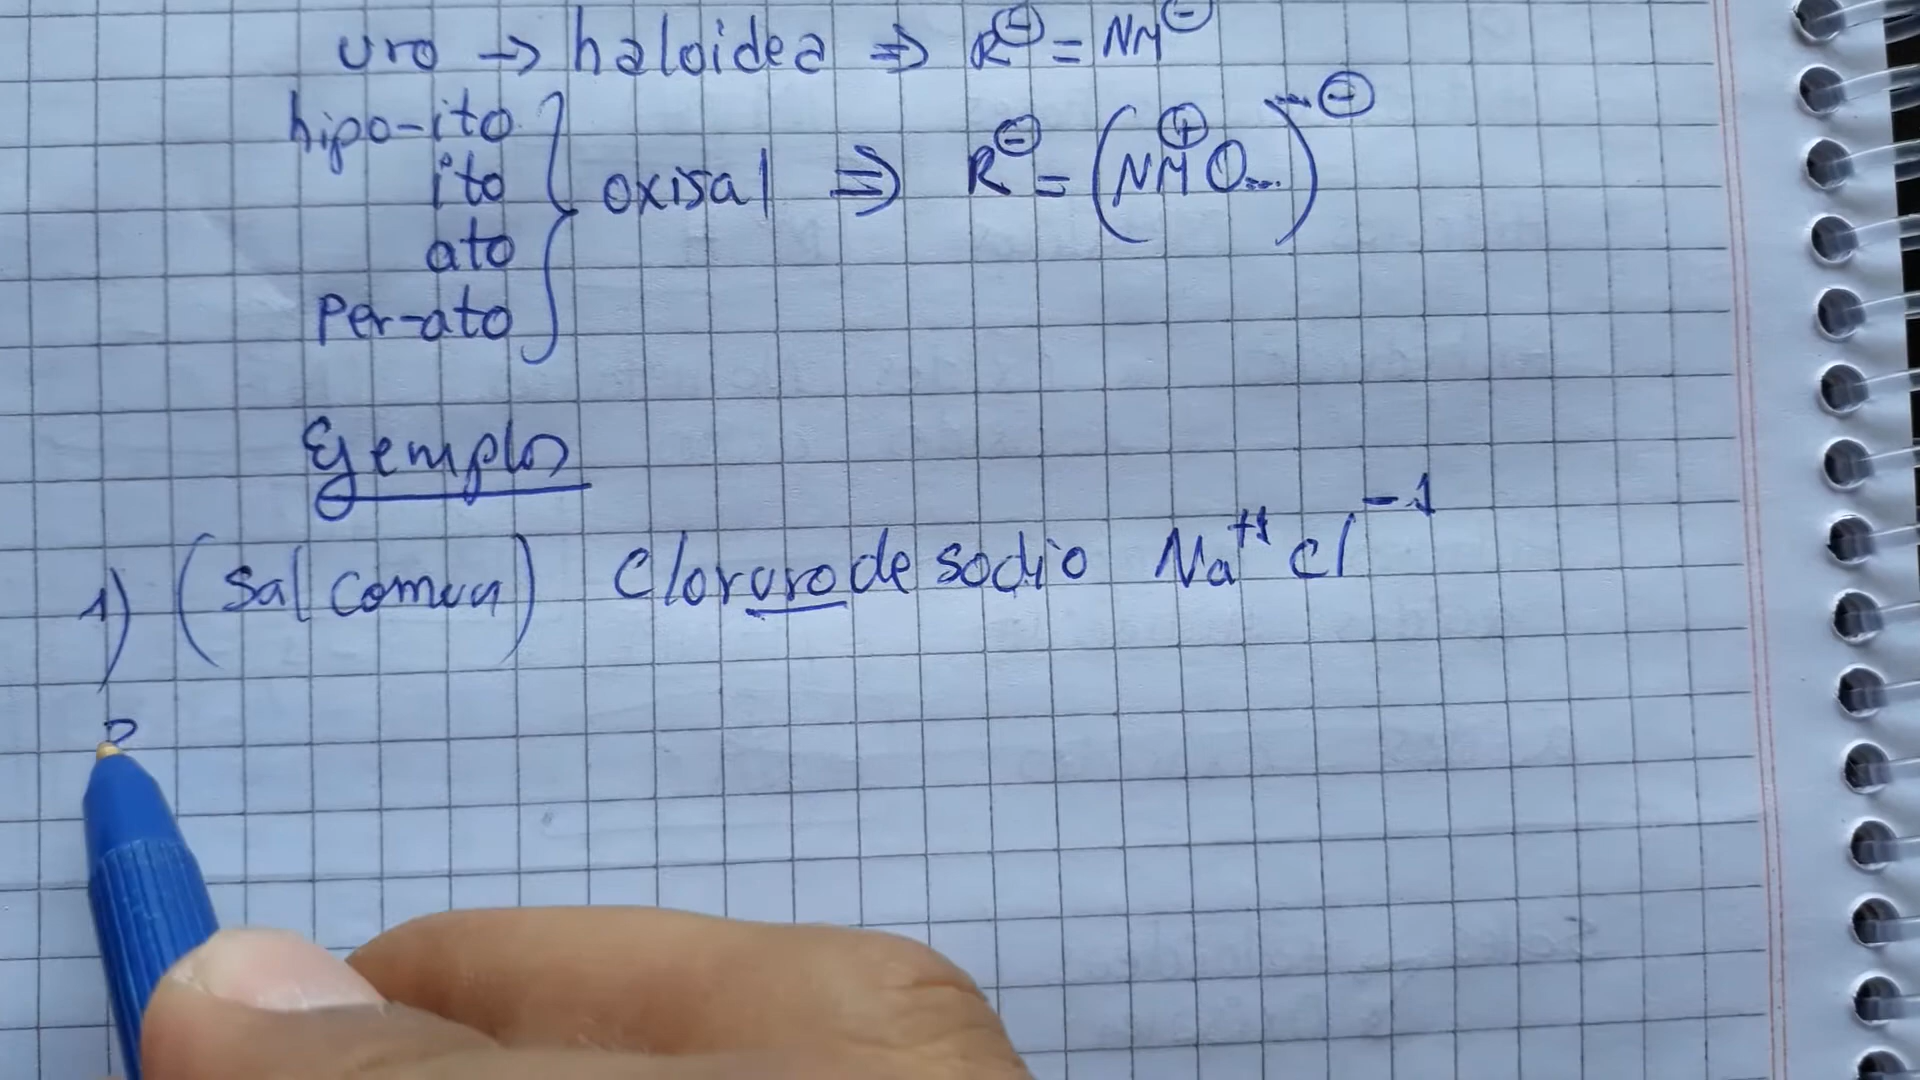 uro → haloidea ⇒ R⊖ = NM⊖
hipo-ito
ito
ato
Per-ato
oxisal ⇒ R⊖ = (NM⊕O...)...⊖
Ejemplos
1) (Sal comun) Cloruro de sodio Na⁺¹ Cl⁻¹